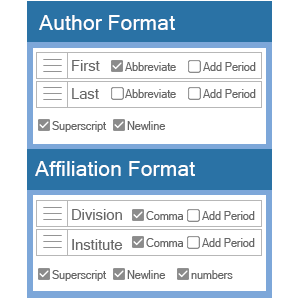 Author Format
First Abbreviate Add Period
Last Abbreviate Add Period
Superscript Newline
Affiliation Format
Division Comma Add Period
Institute Comma Add Period
Superscript Newline numbers